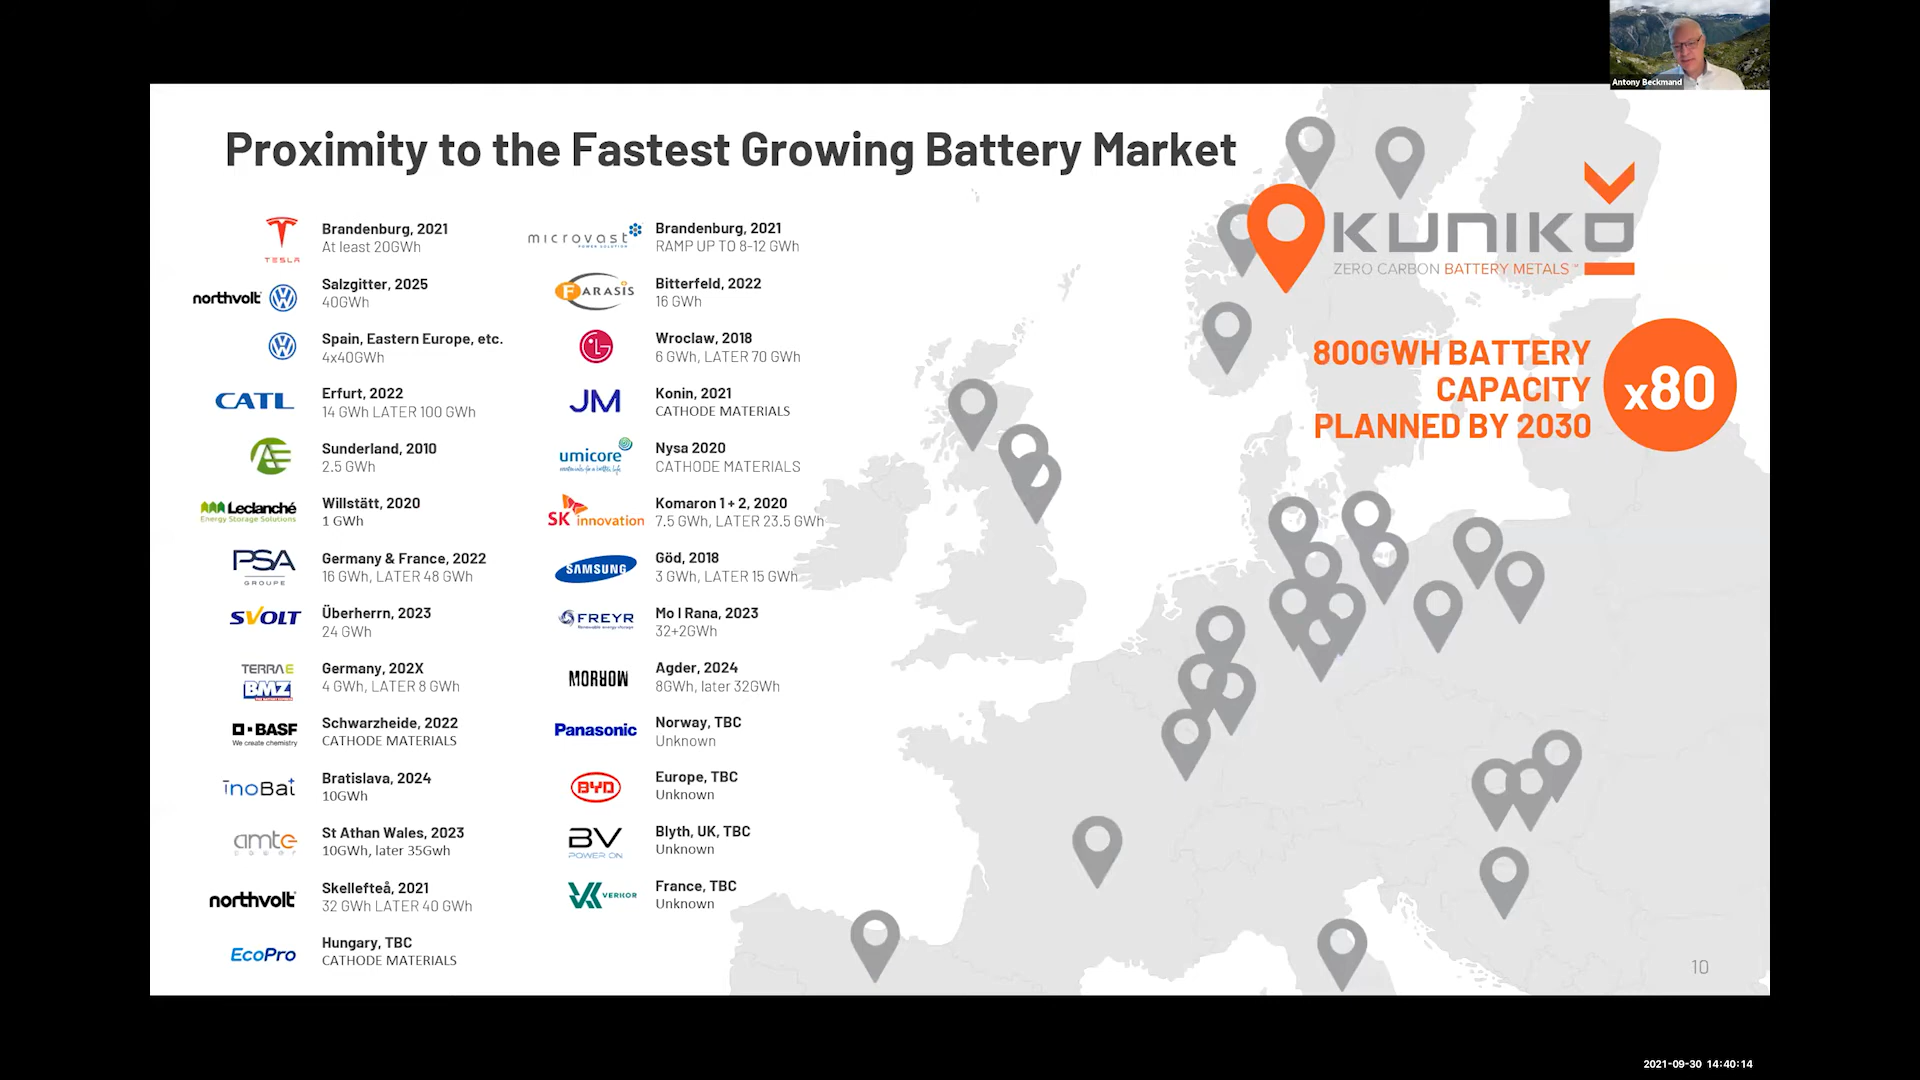 Antony Beckmand
Proximity to the Fastest Growing Battery Market
TESLA
Brandenburg, 2021
At least 20GWh
northvolt
Salzgitter, 2025
40GWh
Spain, Eastern Europe, etc.
4x40GWh
CATL
Erfurt, 2022
14 GWh LATER 100 GWh
Sunderland, 2010
2.5 GWh
Leclanché
Energy Storage Solutions
Willstätt, 2020
1 GWh
PSA
GROUPE
Germany & France, 2022
16 GWh, LATER 48 GWh
SVOLT
Überherrn, 2023
24 GWh
TERRA E
BMZ
Germany, 202X
4 GWh, LATER 8 GWh
BASF
We create chemistry
Schwarzheide, 2022
CATHODE MATERIALS
inoBat
Bratislava, 2024
10GWh
amte
power
St Athan Wales, 2023
10GWh, later 35Gwh
northvolt
Skellefteå, 2021
32 GWh LATER 40 GWh
EcoPro
Hungary, TBC
CATHODE MATERIALS
microvast
POWER SOLUTION
Brandenburg, 2021
RAMP UP TO 8-12 GWh
FARASIS
Bitterfeld, 2022
16 GWh
LG
Wroclaw, 2018
6 GWh, LATER 70 GWh
JM
Konin, 2021
CATHODE MATERIALS
umicore
materials for a better life
Nysa 2020
CATHODE MATERIALS
SK innovation
Komaron 1 + 2, 2020
7.5 GWh, LATER 23.5 GWh
SAMSUNG
Göd, 2018
3 GWh, LATER 15 GWh
FREYR
Mo I Rana, 2023
32+2GWh
MORROW
Agder, 2024
8GWh, later 32GWh
Panasonic
Norway, TBC
Unknown
BYD
Europe, TBC
Unknown
BV
POWER ON
Blyth, UK, TBC
Unknown
VERKOR
France, TBC
Unknown
KUNIKO
ZERO CARBON BATTERY METALS
800GWH BATTERY
CAPACITY
PLANNED BY 2030
x80
10
2021-09-30 14:40:14